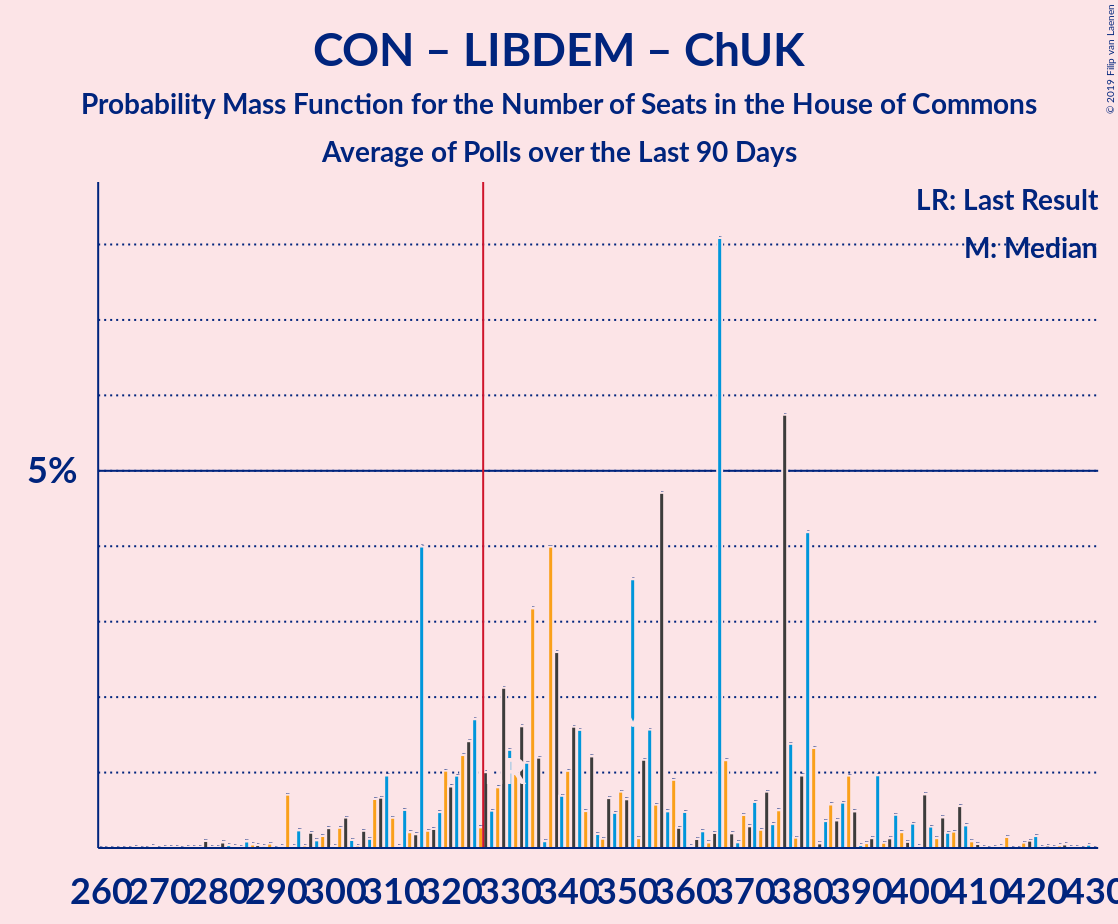 CON – LIBDEM – ChUK
Probability Mass Function for the Number of Seats in the House of Commons
Average of Polls over the Last 90 Days
© 2019 Filip van Laenen
LR: Last Result
M: Median
5%
260 270 280 290 300 310 320 330 340 350 360 370 380 390 400 410 420 430